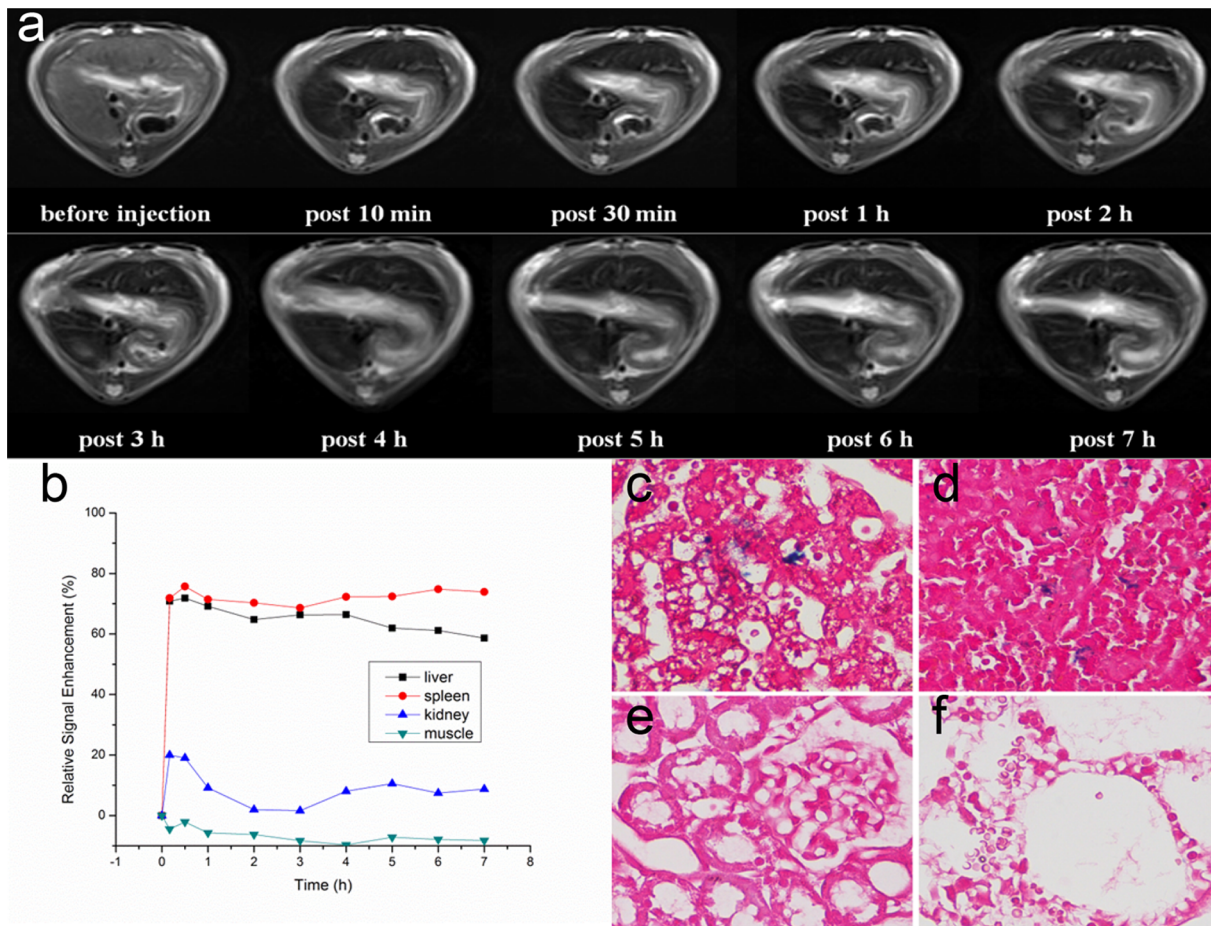 a
before injection post 10 min post 30 min post 1 h post 2 h
post 3 h post 4 h post 5 h post 6 h post 7 h
b
c
d
100
80
60
40
20
0
Relative Signal Enhancement (%)
liver
spleen
kidney
muscle
-1 0 1 2 3 4 5 6 7 8
Time (h)
e
f